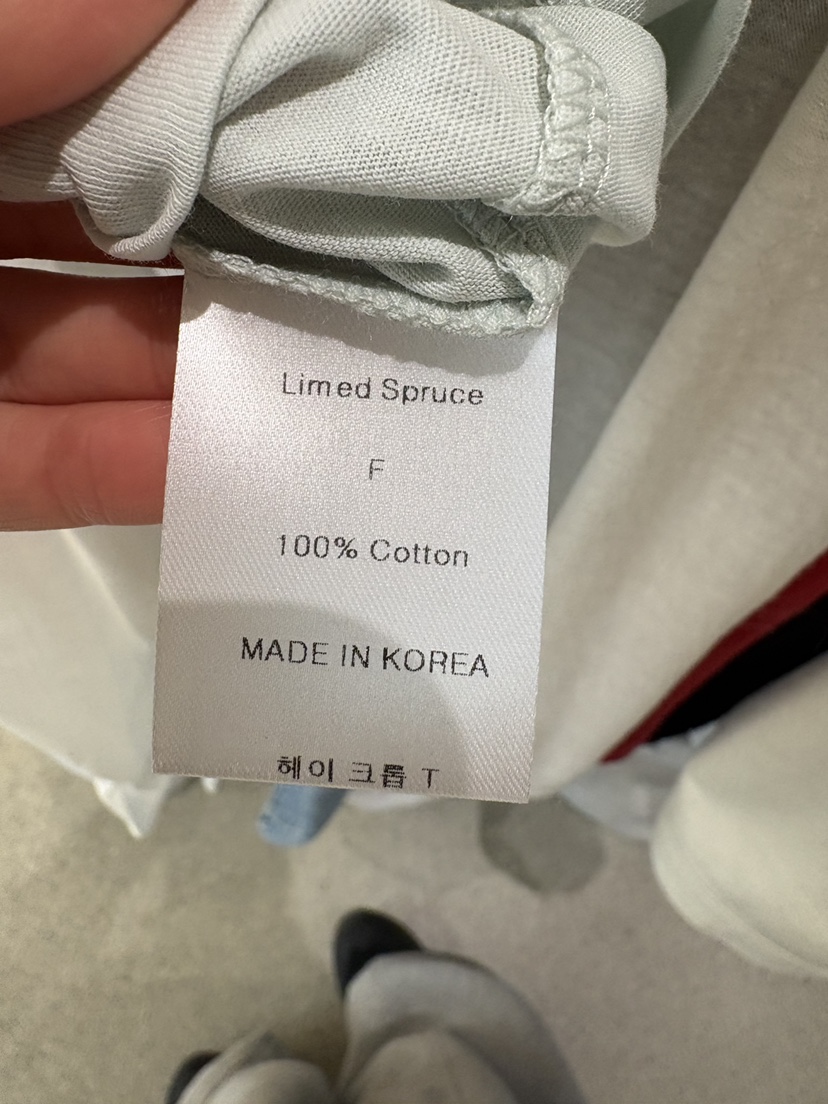 Limed Spruce
F
100% Cotton
MADE IN KOREA
헤이 크롭 T